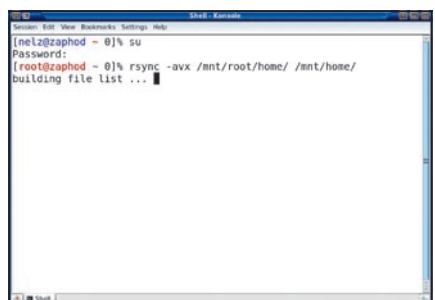 Shell - Konsole
Session Edit View Bookmarks Settings Help
[nelz@zaphod ~ 0]% su
Password:
[root@zaphod ~ 0]% rsync -avx /mnt/root/home/ /mnt/home/
building file list ...
Shell